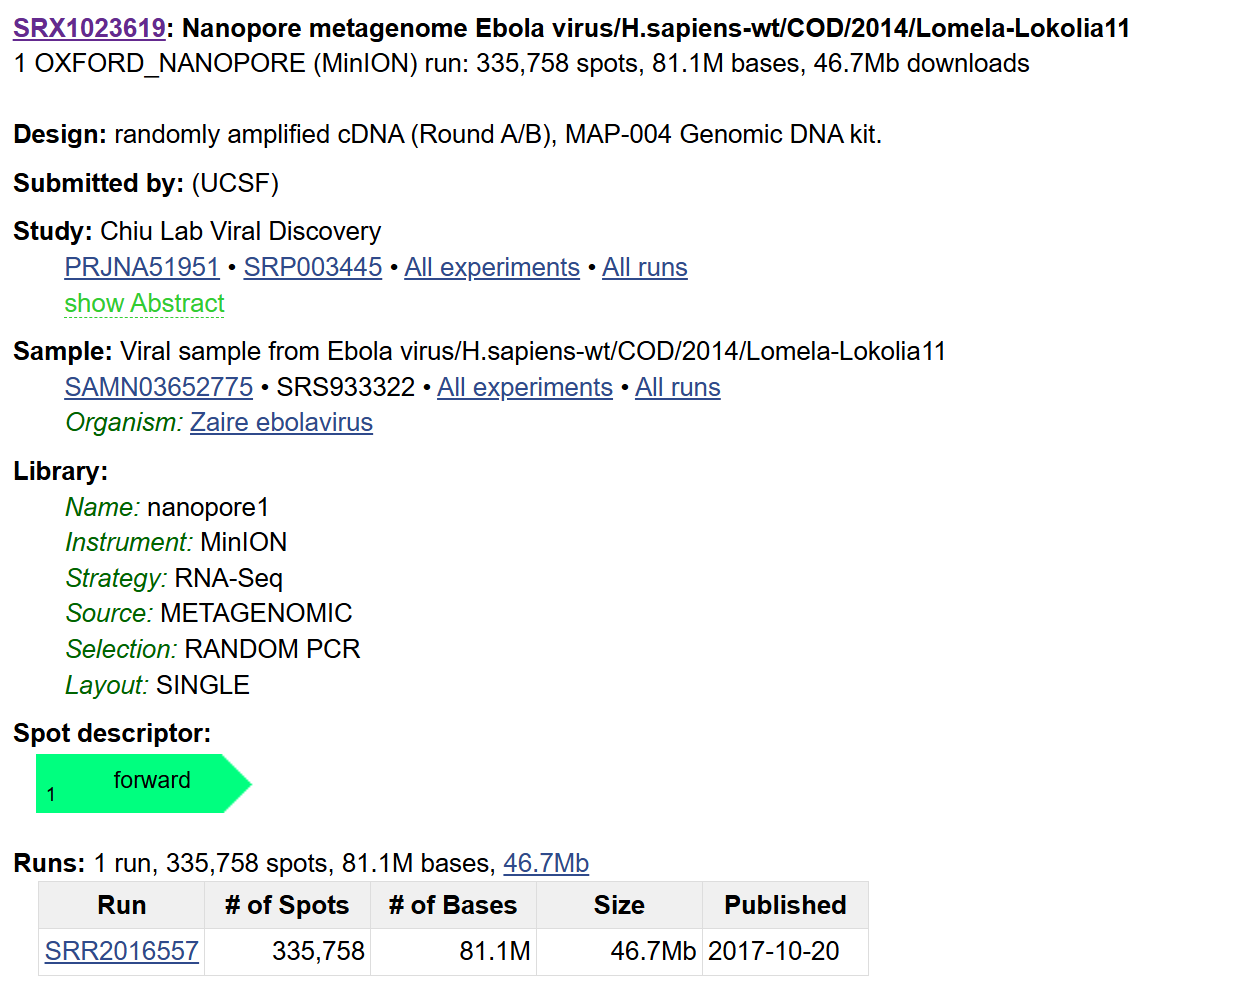 SRX1023619: Nanopore metagenome Ebola virus/H.sapiens-wt/COD/2014/Lomela-Lokolia11
1 OXFORD_NANOPORE (MinION) run: 335,758 spots, 81.1M bases, 46.7Mb downloads
Design: randomly amplified cDNA (Round A/B), MAP-004 Genomic DNA kit.
Submitted by: (UCSF)
Study: Chiu Lab Viral Discovery
PRJNA51951 • SRP003445 • All experiments • All runs
show Abstract
Sample: Viral sample from Ebola virus/H.sapiens-wt/COD/2014/Lomela-Lokolia11
SAMN03652775 • SRS933322 • All experiments • All runs
Organism: Zaire ebolavirus
Library:
Name: nanopore1
Instrument: MinION
Strategy: RNA-Seq
Source: METAGENOMIC
Selection: RANDOM PCR
Layout: SINGLE
Spot descriptor:
forward
1
Runs: 1 run, 335,758 spots, 81.1M bases, 46.7Mb
Run # of Spots # of Bases Size Published
SRR2016557 335,758 81.1M 46.7Mb 2017-10-20